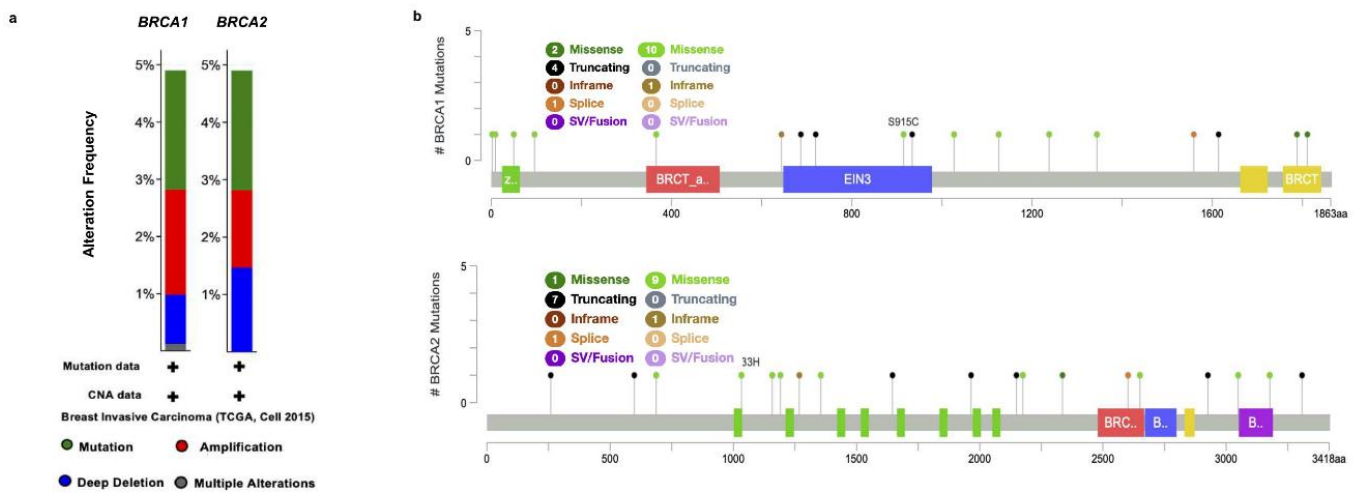 a
BRCA1 BRCA2
5% 5%
4% 4%
3% 3%
2% 2%
1% 1%
Alteration Frequency
Mutation data + +
CNA data + +
Breast Invasive Carcinoma (TCGA, Cell 2015)
Mutation Amplification
Deep Deletion Multiple Alterations
b
# BRCA1 Mutations
5
0
2 Missense 10 Missense
4 Truncating 0 Truncating
0 Inframe 1 Inframe
1 Splice 0 Splice
0 SV/Fusion 0 SV/Fusion
S915C
z.. BRCT_a.. EIN3 BRCT
0 400 800 1200 1600 1863aa
# BRCA2 Mutations
5
0
1 Missense 9 Missense
7 Truncating 0 Truncating
0 Inframe 1 Inframe
1 Splice 0 Splice
0 SV/Fusion 0 SV/Fusion
33H
BRC.. B.. B..
0 500 1000 1500 2000 2500 3000 3418aa